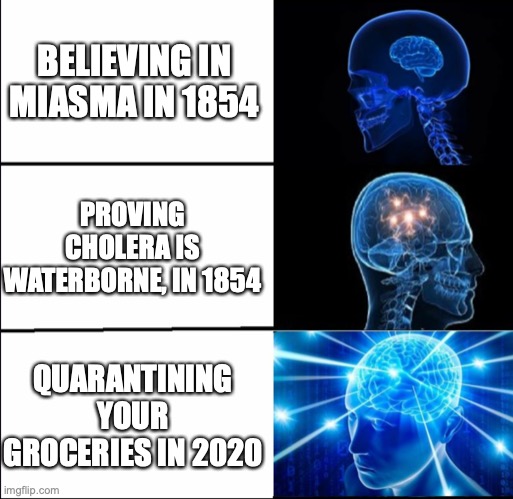 BELIEVING IN
MIASMA IN 1854
PROVING
CHOLERA IS
WATERBORNE, IN 1854
QUARANTINING
YOUR
GROCERIES IN 2020
imgflip.com